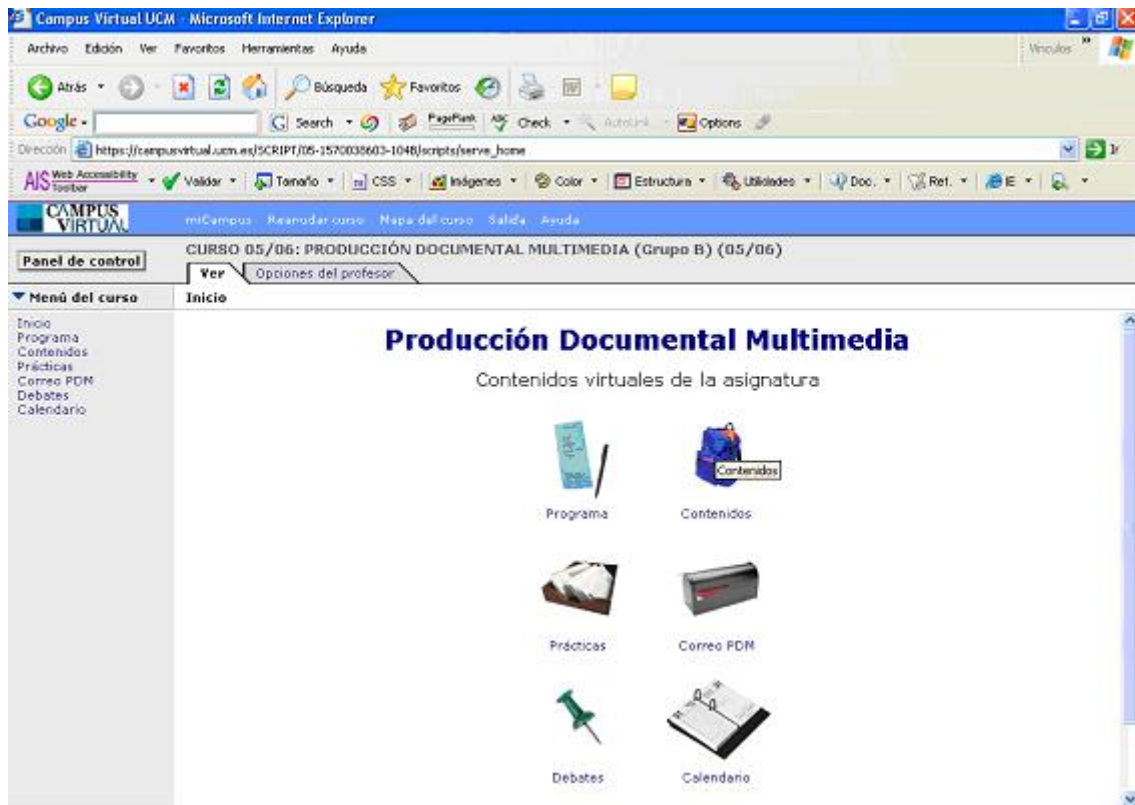 Campus Virtual UCM - Microsoft Internet Explorer
Archivo Edición Ver Favoritos Herramientas Ayuda Vínculos »
Atrás Búsqueda Favoritos
Google Search PageRank ABC Check AutoLink Options
Dirección https://campusvirtual.ucm.es/SCRIPT/05-1570038603-1048/scripts/serve_home Ir
AIS Web Accessibility Toolbar Validar Tamaño CSS Imágenes Color Estructura Utilidades Doc. Ref. E
CAMPUS VIRTUAL miCampus Reanudar curso Mapa del curso Salida Ayuda
Panel de control CURSO 05/06: PRODUCCIÓN DOCUMENTAL MULTIMEDIA (Grupo B) (05/06)
Ver Opciones del profesor
Menú del curso Inicio
Inicio
Programa
Contenidos
Prácticas
Correo PDM
Debates
Calendario
Producción Documental Multimedia
Contenidos virtuales de la asignatura
Contenidos
Programa Contenidos
Prácticas Correo PDM
Debates Calendario